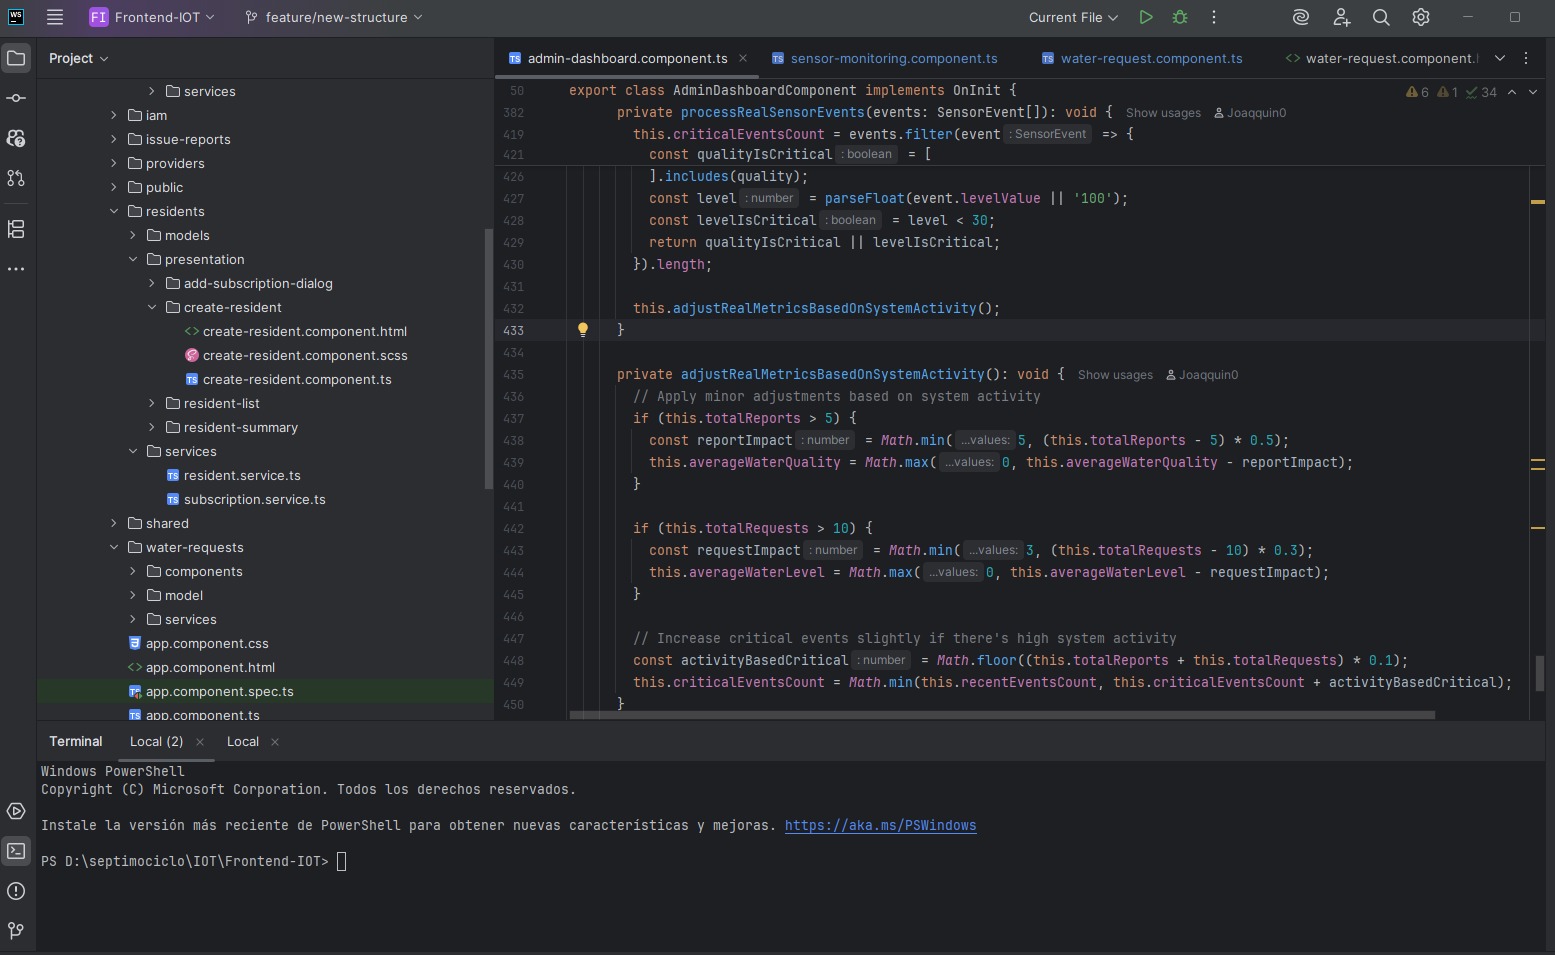 WS
FI Frontend-IOT feature/new-structure Current File
Project
services
iam
issue-reports
providers
public
residents
models
presentation
add-subscription-dialog
create-resident
<> create-resident.component.html
create-resident.component.scss
TS create-resident.component.ts
resident-list
resident-summary
services
TS resident.service.ts
TS subscription.service.ts
shared
water-requests
components
model
services
app.component.css
<> app.component.html
TS app.component.spec.ts
TS app.component.ts
TS admin-dashboard.component.ts TS sensor-monitoring.component.ts TS water-request.component.ts <> water-request.component.
6 1 34
50 export class AdminDashboardComponent implements OnInit {
382 private processRealSensorEvents(events: SensorEvent[]): void { Show usages Joaqquin0
419 this.criticalEventsCount = events.filter(event : SensorEvent => {
421 const qualityIsCritical : boolean = [
426 ].includes(quality);
427 const level : number = parseFloat(event.levelValue || '100');
428 const levelIsCritical : boolean = level < 30;
429 return qualityIsCritical || levelIsCritical;
430 }).length;
431
432 this.adjustRealMetricsBasedOnSystemActivity();
433 }
434
435 private adjustRealMetricsBasedOnSystemActivity(): void { Show usages Joaqquin0
436 // Apply minor adjustments based on system activity
437 if (this.totalReports > 5) {
438 const reportImpact : number = Math.min( ...values: 5, (this.totalReports - 5) * 0.5);
439 this.averageWaterQuality = Math.max( ...values: 0, this.averageWaterQuality - reportImpact);
440 }
441
442 if (this.totalRequests > 10) {
443 const requestImpact : number = Math.min( ...values: 3, (this.totalRequests - 10) * 0.3);
444 this.averageWaterLevel = Math.max( ...values: 0, this.averageWaterLevel - requestImpact);
445 }
446
447 // Increase critical events slightly if there's high system activity
448 const activityBasedCritical : number = Math.floor((this.totalReports + this.totalRequests) * 0.1);
449 this.criticalEventsCount = Math.min(this.recentEventsCount, this.criticalEventsCount + activityBasedCritical);
450 }
Terminal Local (2) Local
Windows PowerShell
Copyright (C) Microsoft Corporation. Todos los derechos reservados.
Instale la versión más reciente de PowerShell para obtener nuevas características y mejoras. https://aka.ms/PSWindows
PS D:\septimociclo\IOT\Frontend-IOT>